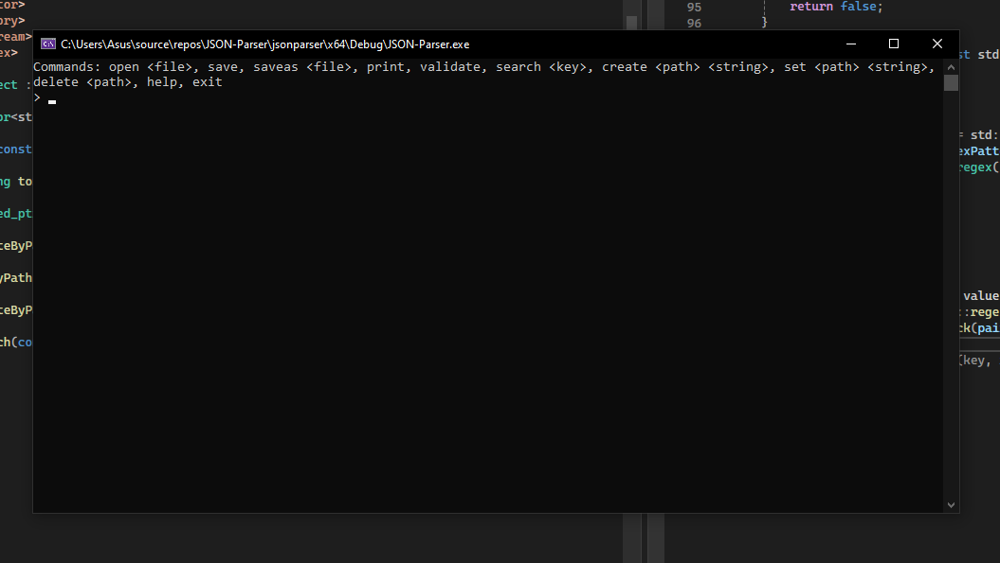 tor>
ory>
ream>
ex>
ect :
or<st
const
ng to
ed_pt
teByP
yPath
teByP
ch(co
C:\Users\Asus\source\repos\JSON-Parser\jsonparser\x64\Debug\JSON-Parser.exe
Commands: open <file>, save, saveas <file>, print, validate, search <key>, create <path> <string>, set <path> <string>,
delete <path>, help, exit
>
95 return false;
96 }
st std
= std:
exPatt
regex(
value
::rege
ck(pai
(key,